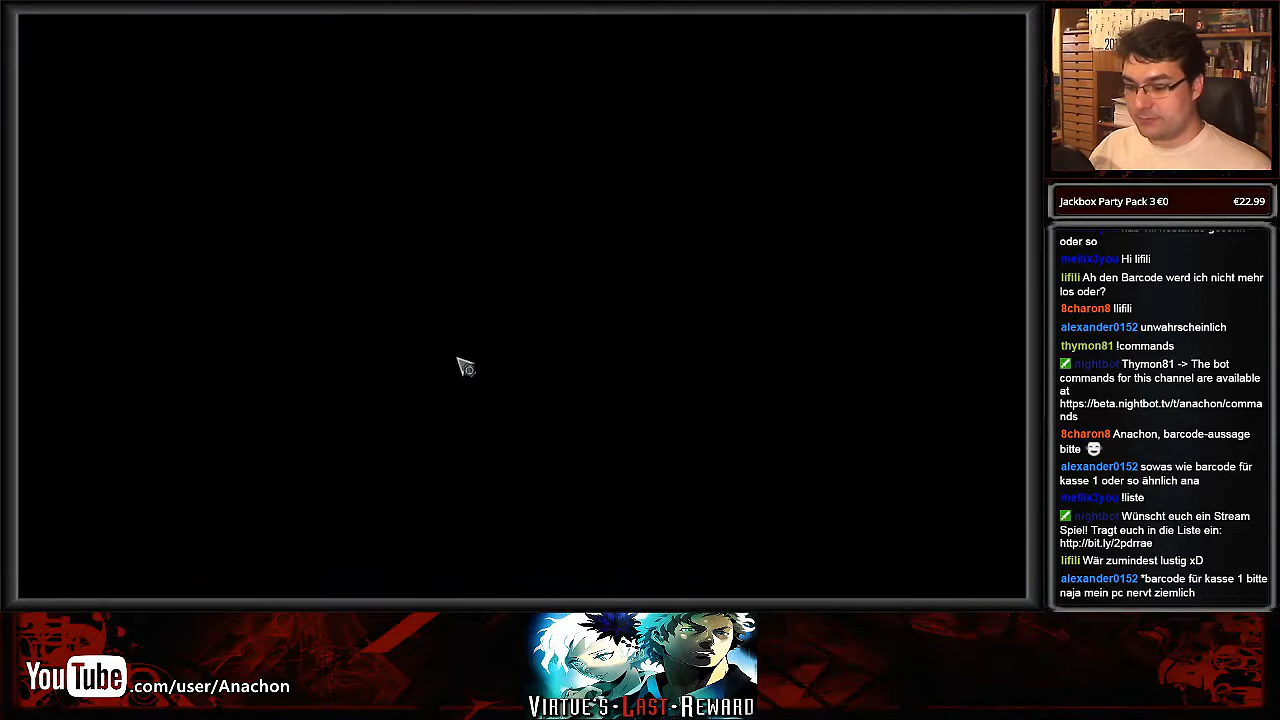 Jackbox Party Pack 3 €0 €22.99
oder so
mellix3you Hi lifili
lifili Ah den Barcode werd ich nicht mehr
los oder?
8charon8 llifili
alexander0152 unwahrscheinlich
thymon81 !commands
nightbot Thymon81 -> The bot
commands for this channel are available
at
https://beta.nightbot.tv/t/anachon/comma
nds
8charon8 Anachon, barcode-aussage
bitte
alexander0152 sowas wie barcode für
kasse 1 oder so ähnlich ana
mellix3you !liste
nightbot Wünscht euch ein Stream
Spiel! Tragt euch in die Liste ein:
http://bit.ly/2pdrrae
lifili Wär zumindest lustig xD
alexander0152 *barcode für kasse 1 bitte
naja mein pc nervt ziemlich
YouTube.com/user/Anachon
VIRTUE'S·LAST·REWARD